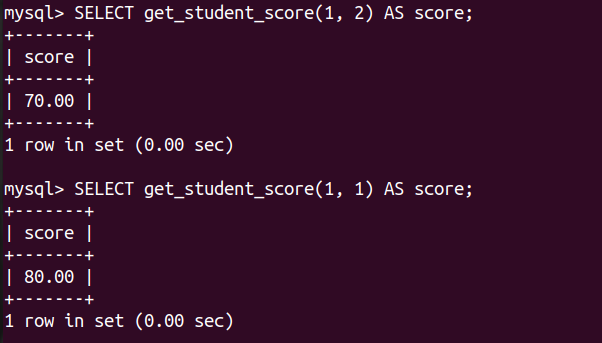 mysql> SELECT get_student_score(1, 2) AS score;
+-------+
| score |
+-------+
| 70.00 |
+-------+
1 row in set (0.00 sec)

mysql> SELECT get_student_score(1, 1) AS score;
+-------+
| score |
+-------+
| 80.00 |
+-------+
1 row in set (0.00 sec)